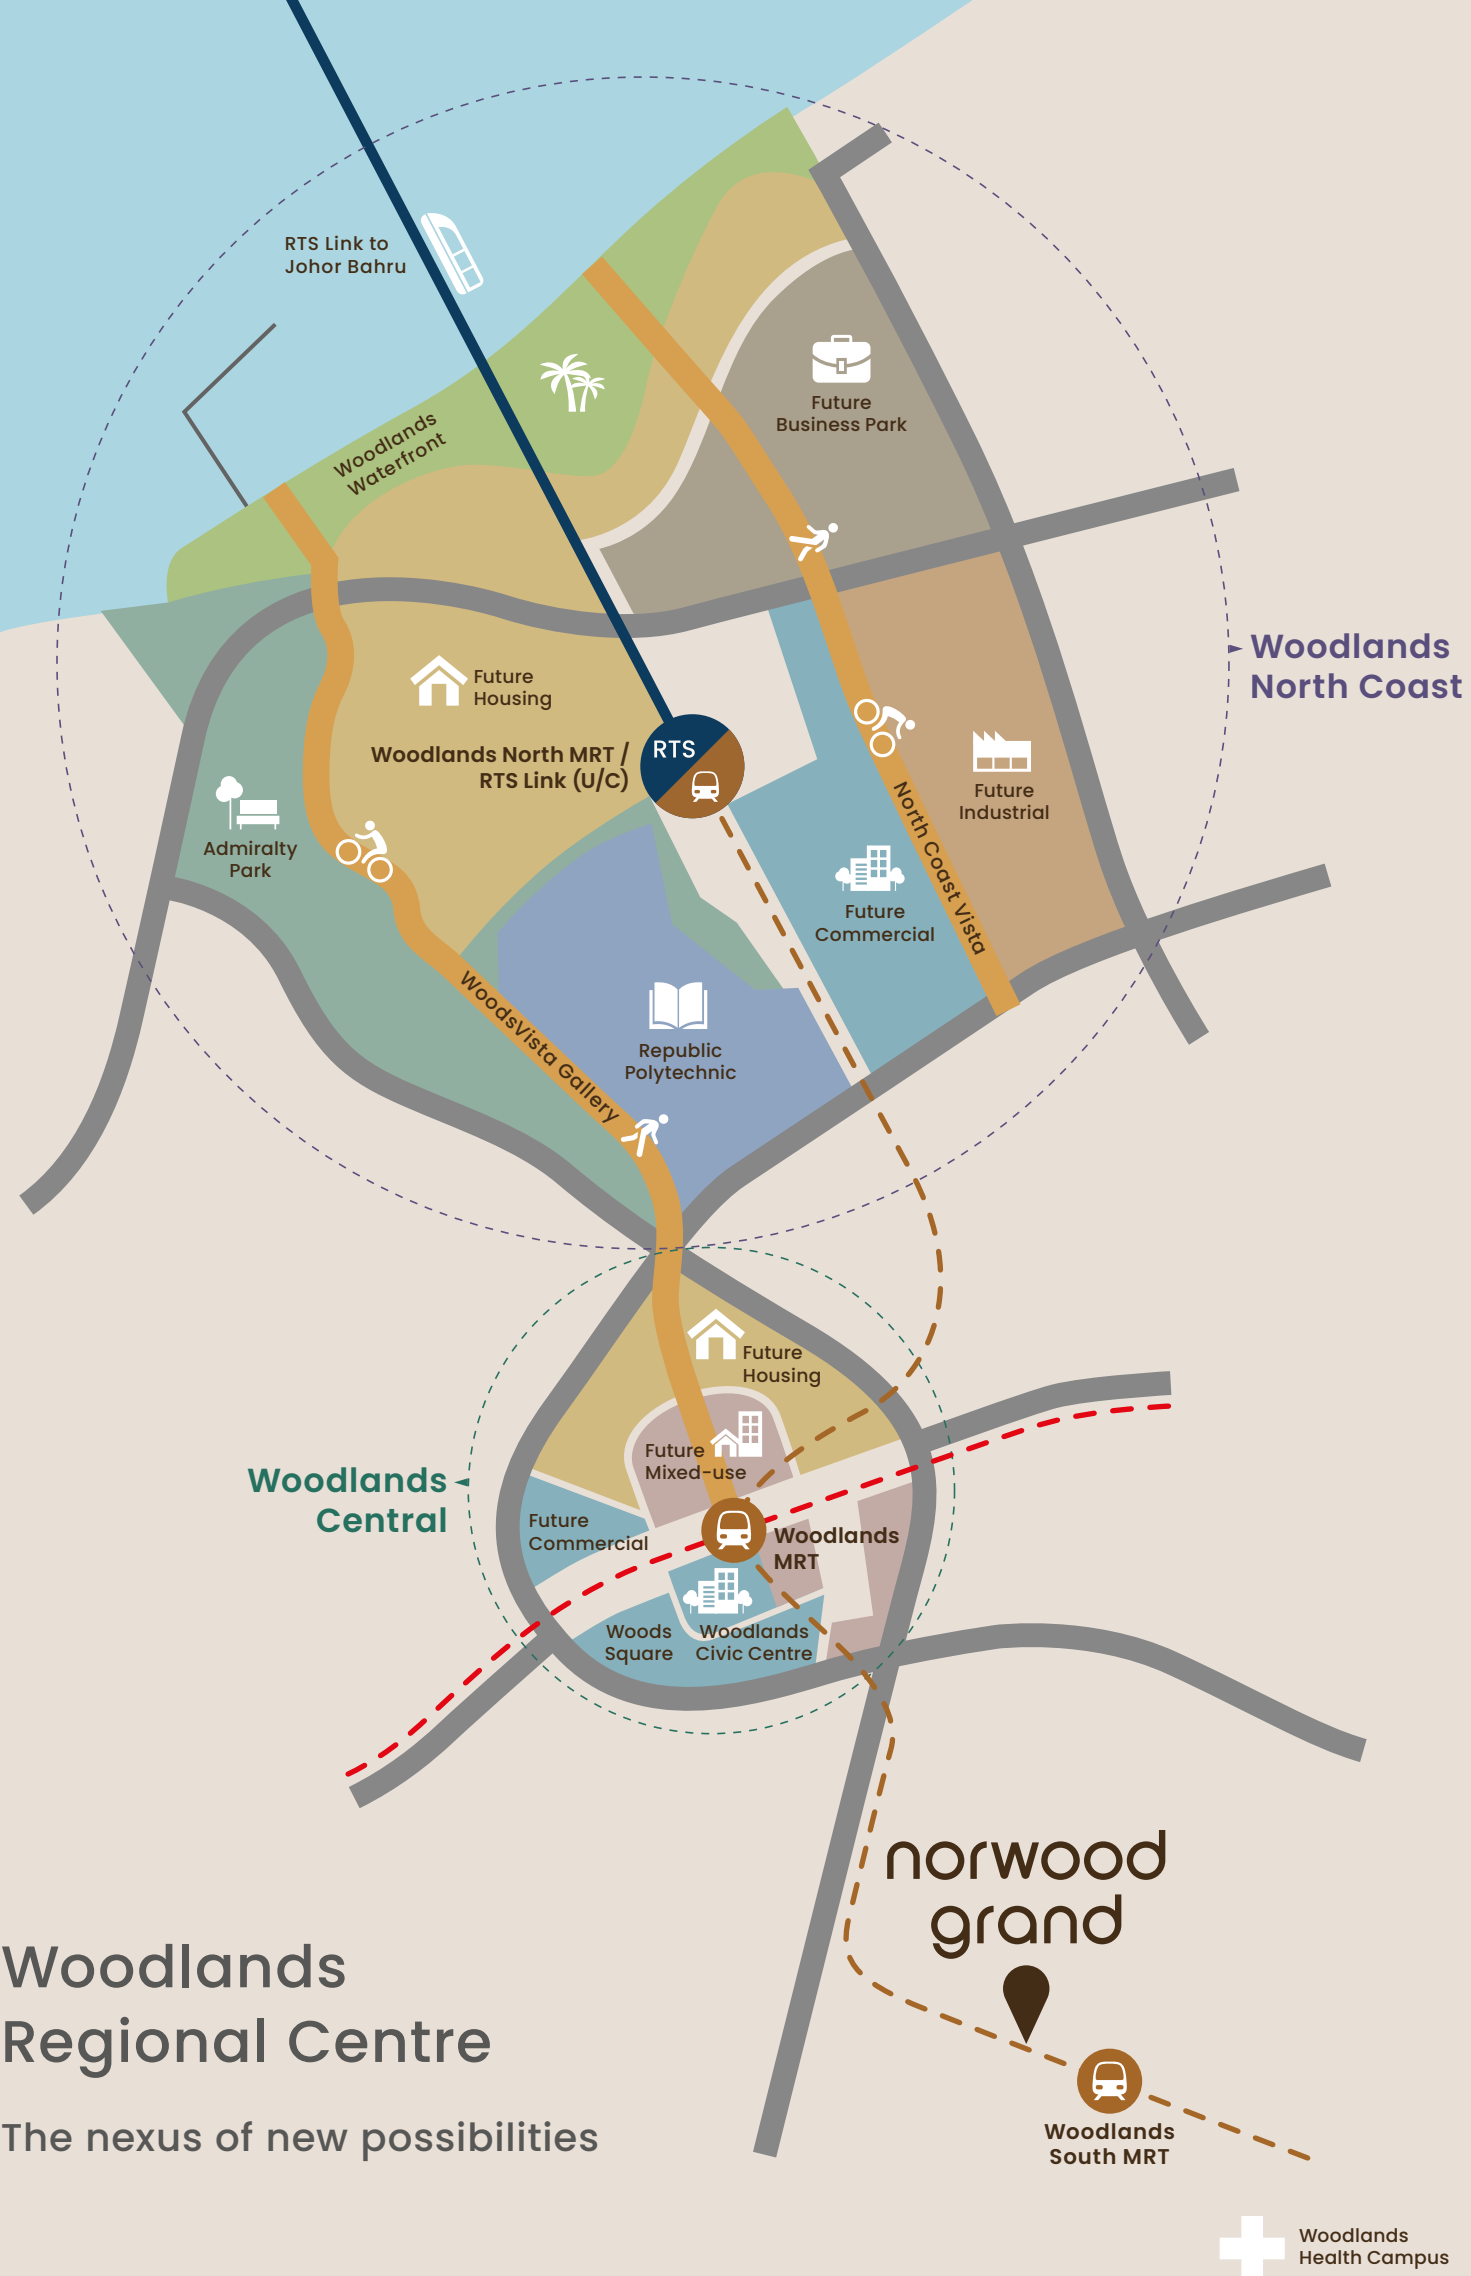 RTS Link to
Johor Bahru
Woodlands
Waterfront
Future
Business Park
Woodlands
North Coast
Future
Housing
Woodlands North MRT /
RTS Link (U/C)
RTS
Future
Industrial
North Coast Vista
Admiralty
Park
Future
Commercial
WoodsVista Gallery
Republic
Polytechnic
Future
Housing
Future
Mixed-use
Woodlands
Central
Future
Commercial
Woodlands
MRT
Woods
Square
Woodlands
Civic Centre
norwood
grand
Woodlands
Regional Centre
The nexus of new possibilities
Woodlands
South MRT
Woodlands
Health Campus